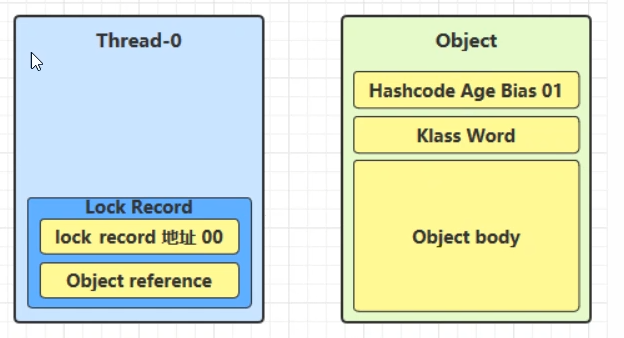 Thread-0
Lock Record
lock record 地址 00
Object reference
Object
Hashcode Age Bias 01
Klass Word
Object body